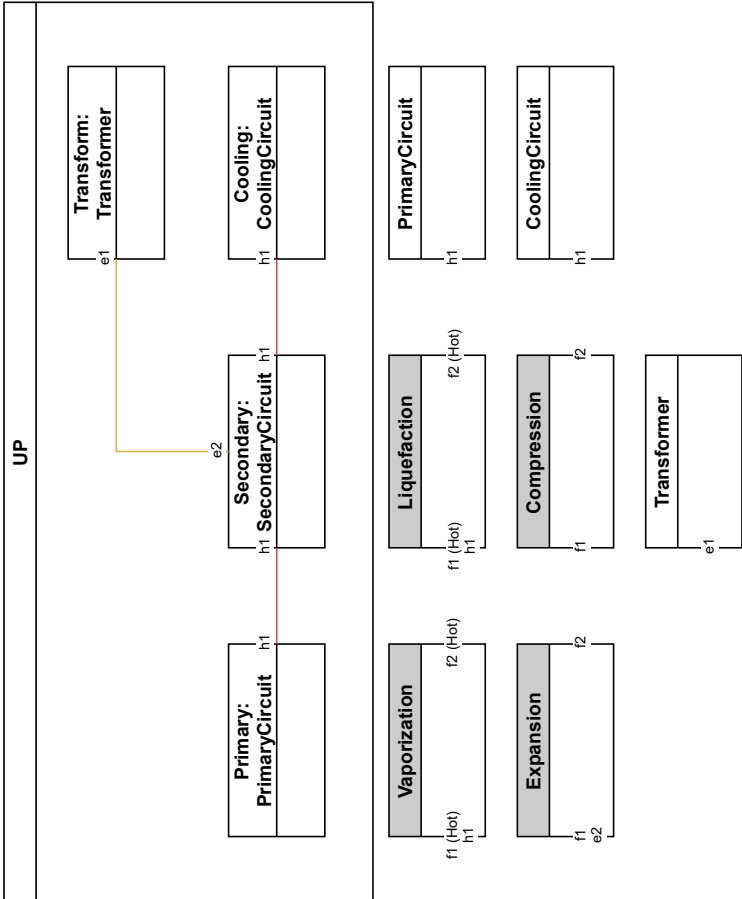 UP
Transform:
Transformer
e1
e2
Primary:
PrimaryCircuit
h1
Secondary:
SecondaryCircuit
h1
h1
Cooling:
CoolingCircuit
h1
Vaporization
f1 (Hot)
h1
f2 (Hot)
Liquefaction
f1 (Hot)
h1
f2 (Hot)
PrimaryCircuit
h1
Expansion
f1
e2
f2
Compression
f1
f2
CoolingCircuit
h1
Transformer
e1